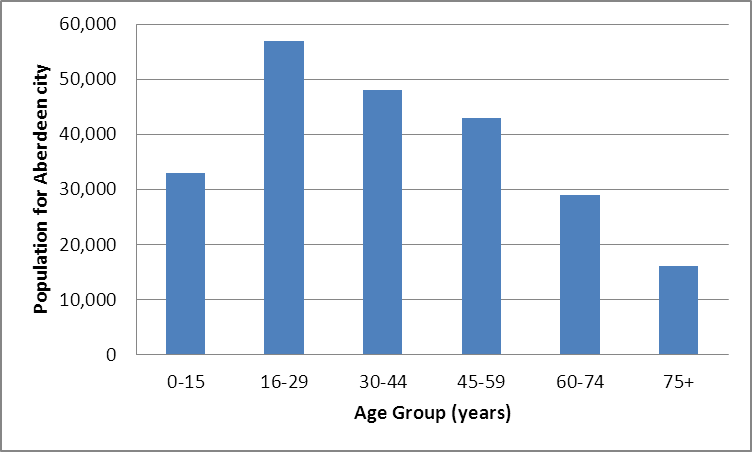 Population for Aberdeen city
60,000
50,000
40,000
30,000
20,000
10,000
0
0-15 16-29 30-44 45-59 60-74 75+
Age Group (years)